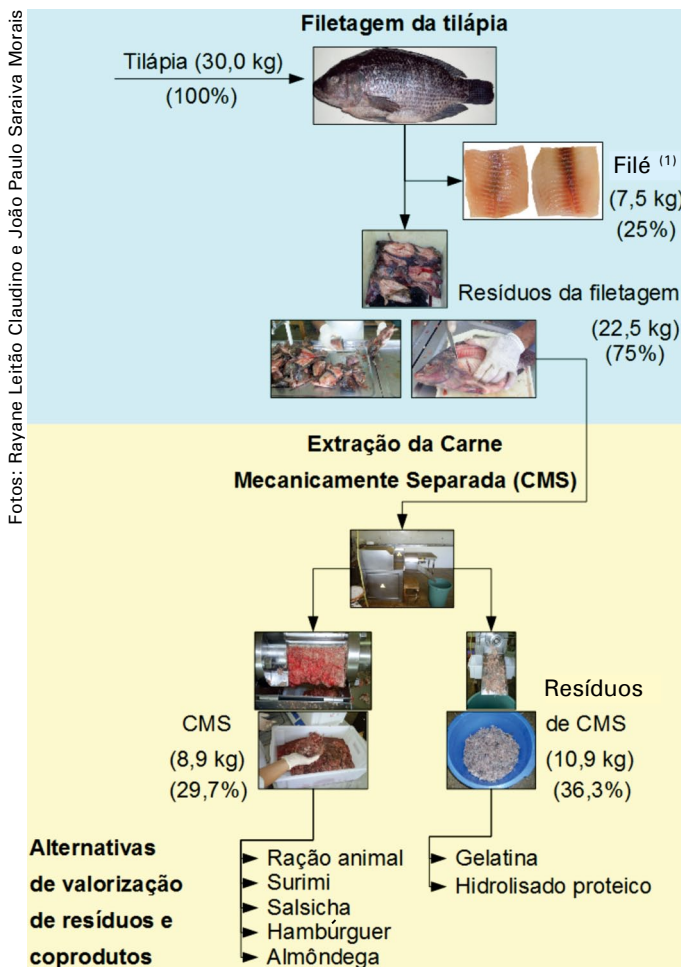 Fotos: Rayane Leitão Claudino e João Paulo Saraiva Morais
Filetagem da tilápia
Tilápia (30,0 kg)
(100%)
Filé (1)
(7,5 kg)
(25%)
Resíduos da filetagem
(22,5 kg)
(75%)
Extração da Carne
Mecanicamente Separada (CMS)
CMS
(8,9 kg)
(29,7%)
Resíduos
de CMS
(10,9 kg)
(36,3%)
Alternativas
de valorização
de resíduos e
coprodutos
Ração animal
Surimi
Salsicha
Hambúrguer
Almôndega
Gelatina
Hidrolisado proteico